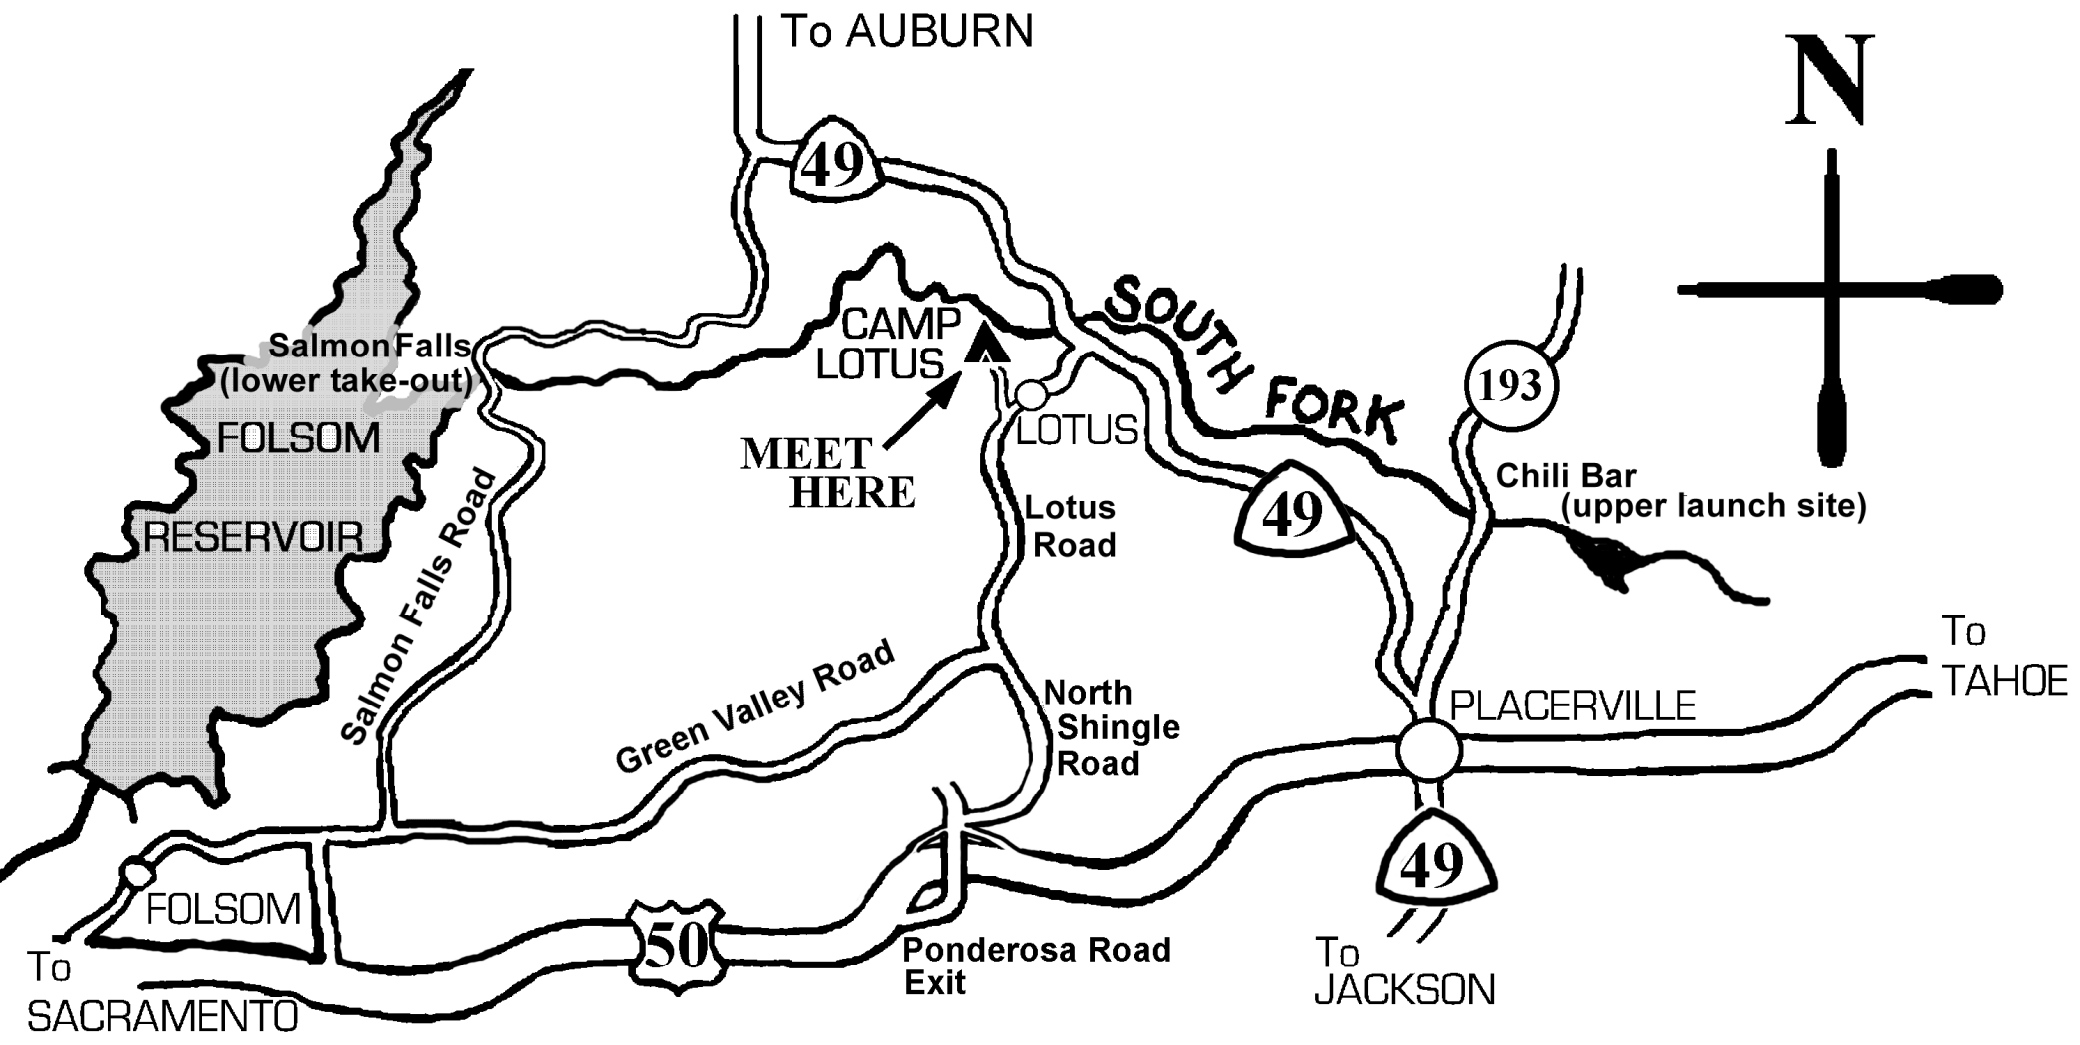 To AUBURN
N
49
SOUTH FORK
CAMP
LOTUS
Salmon Falls
(lower take-out)
193
LOTUS
FOLSOM
MEET
HERE
Chili Bar
(upper launch site)
49
Lotus
Road
RESERVOIR
Salmon Falls Road
To
TAHOE
Green Valley Road
North
Shingle
Road
PLACERVILLE
49
FOLSOM
50
Ponderosa Road
Exit
To
JACKSON
To
SACRAMENTO